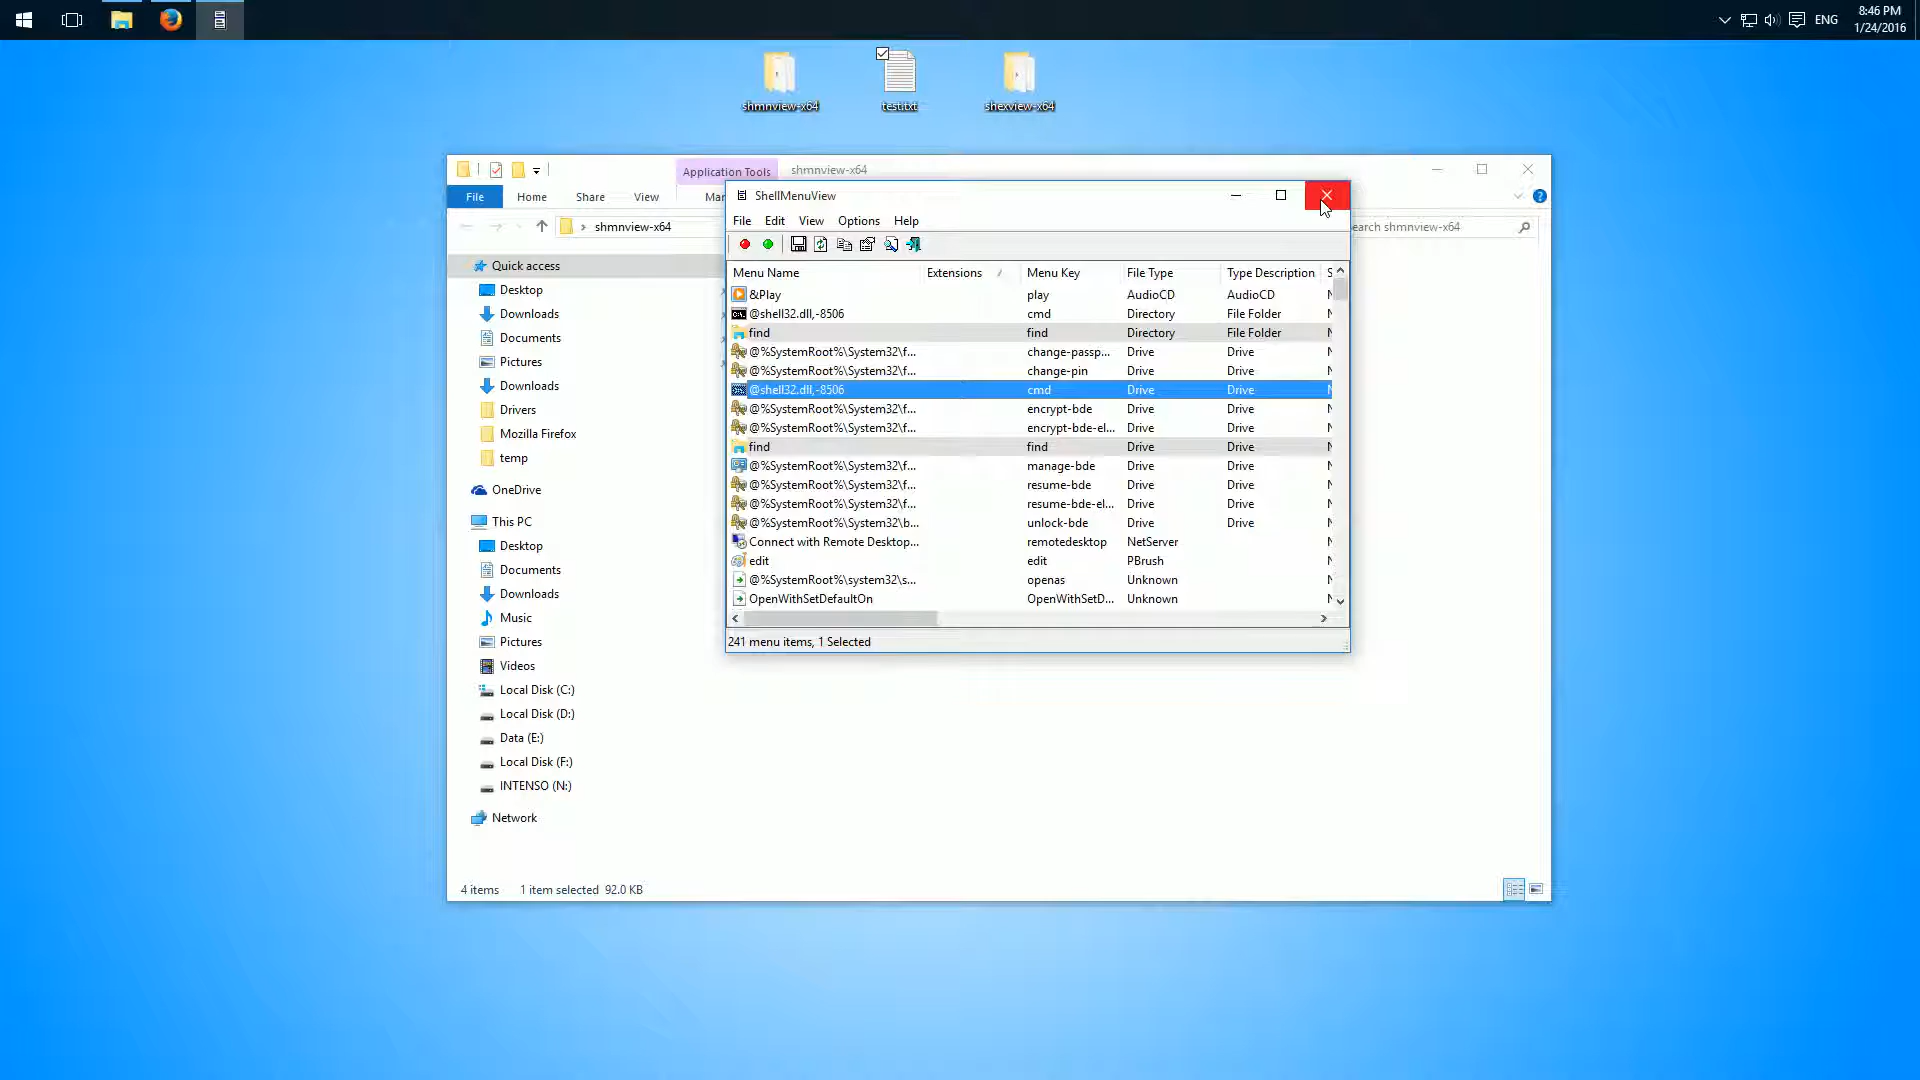 ENG
8:46 PM
1/24/2016
shmnview-x64
test.txt
shexview-x64
Application Tools
shmnview-x64
File
Home
Share
View
shmnview-x64
Search shmnview-x64
ShellMenuView
File
Edit
View
Options
Help
Menu Name
Extensions
Menu Key
File Type
Type Description
&Play play AudioCD AudioCD
@shell32.dll,-8506 cmd Directory File Folder
find find Directory File Folder
@%SystemRoot%\System32\f... change-passp... Drive Drive
@%SystemRoot%\System32\f... change-pin Drive Drive
@shell32.dll,-8506 cmd Drive Drive
@%SystemRoot%\System32\f... encrypt-bde Drive Drive
@%SystemRoot%\System32\f... encrypt-bde-el... Drive Drive
find find Drive Drive
@%SystemRoot%\System32\f... manage-bde Drive Drive
@%SystemRoot%\System32\f... resume-bde Drive Drive
@%SystemRoot%\System32\f... resume-bde-el... Drive Drive
@%SystemRoot%\System32\b... unlock-bde Drive Drive
Connect with Remote Desktop... remotedesktop NetServer
edit edit PBrush
@%SystemRoot%\system32\s... openas Unknown
OpenWithSetDefaultOn OpenWithSetD... Unknown
241 menu items, 1 Selected
Quick access
Desktop
Downloads
Documents
Pictures
Downloads
Drivers
Mozilla Firefox
temp
OneDrive
This PC
Desktop
Documents
Downloads
Music
Pictures
Videos
Local Disk (C:)
Local Disk (D:)
Data (E:)
Local Disk (F:)
INTENSO (N:)
Network
4 items
1 item selected 92.0 KB